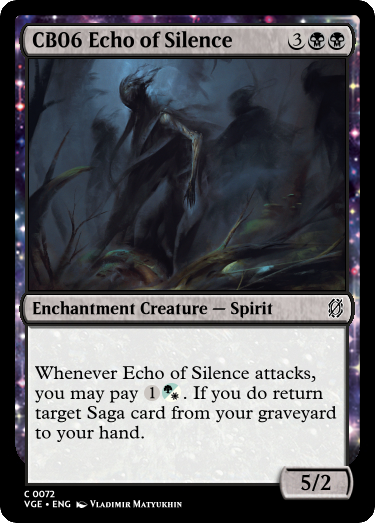 CB06 Echo of Silence 3
Enchantment Creature — Spirit
Whenever Echo of Silence attacks,
you may pay 1 . If you do return
target Saga card from your graveyard
to your hand.
5/2
C 0072
VGE • ENG Vladimir Matyukhin